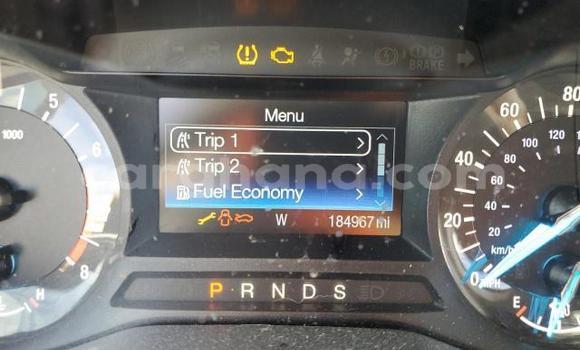 BRAKE
Menu
Trip 1
Trip 2
Fuel Economy
W 184967 mi
P R N D S
5
6
8
1000
H
80
60
40
20
0
MPH
120
100
80
60
40
20
km/h
E